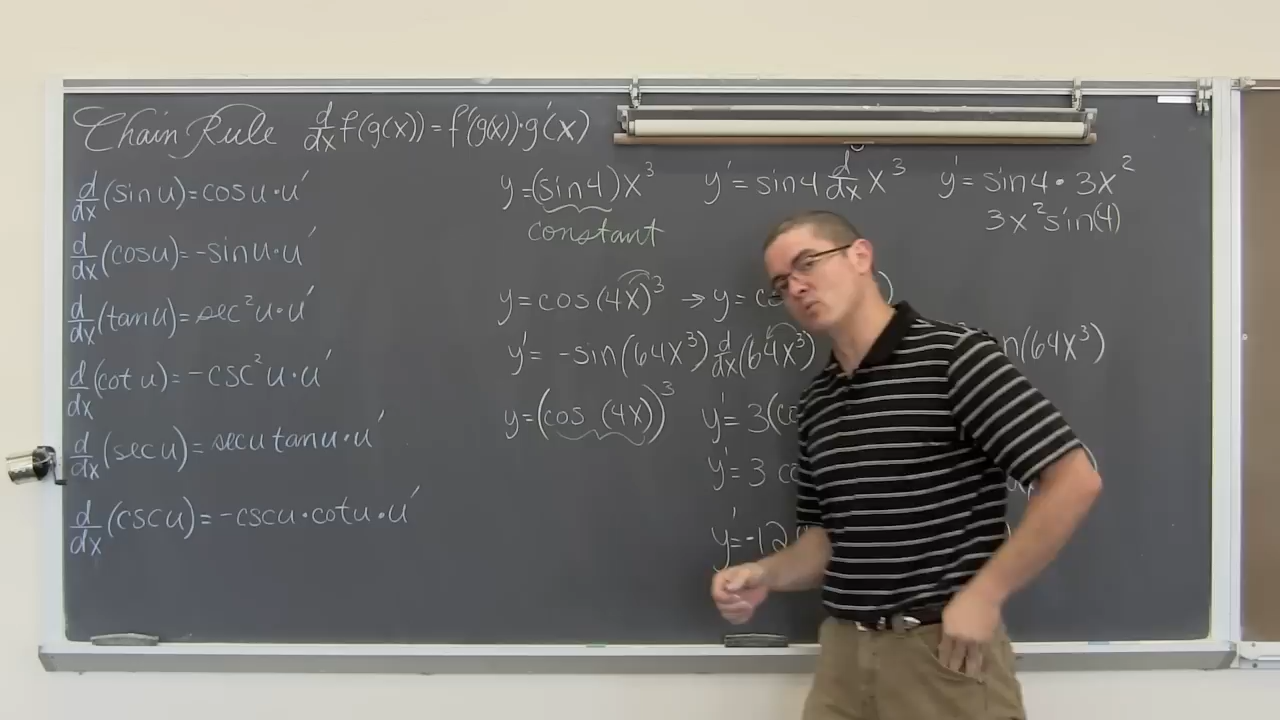 Chain Rule d/dx f(g(x)) = f'(g(x))·g'(x)
d/dx (sin u) = cos u · u'
d/dx (cos u) = -sin u · u'
d/dx (tan u) = sec² u · u'
d/dx (cot u) = -csc² u · u'
d/dx (sec u) = sec u tan u · u'
d/dx (csc u) = -csc u · cot u · u'
y = (sin 4) x³ y' = sin 4 d/dx x³ y' = sin 4 · 3x²
constant 3x² sin(4)
y = cos (4x)³ → y =
y' = -sin(64x³) d/dx (64x³) (64x³)
y = (cos (4x))³ y' = 3(
y' = 3
y' = -12